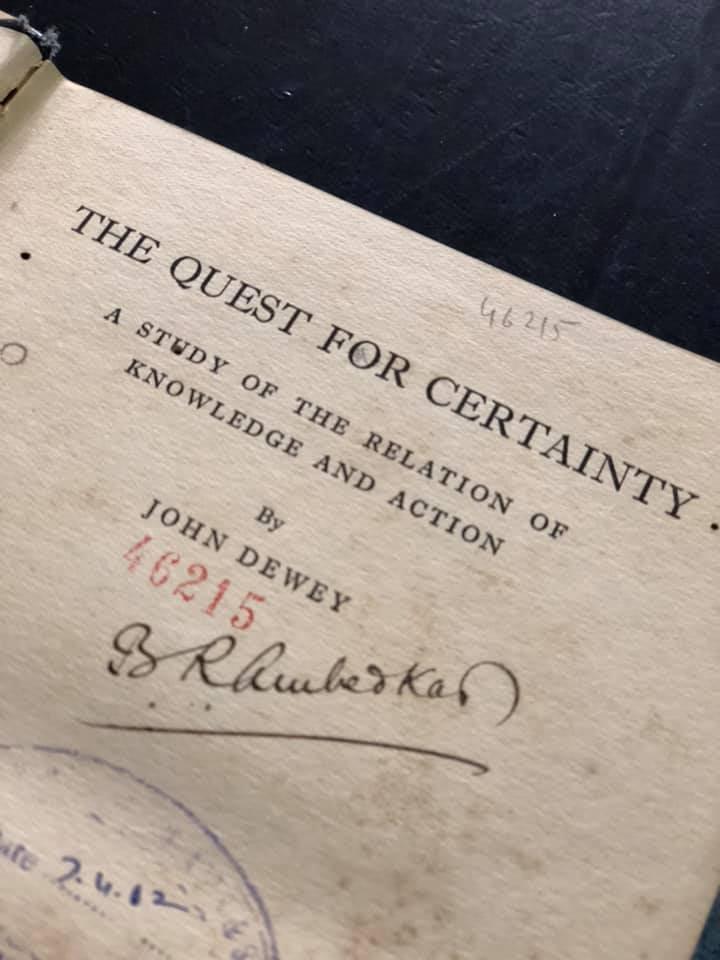 46215
THE QUEST FOR CERTAINTY
A STUDY OF THE RELATION OF
KNOWLEDGE AND ACTION
By
JOHN DEWEY
46215
B R Ambedkar